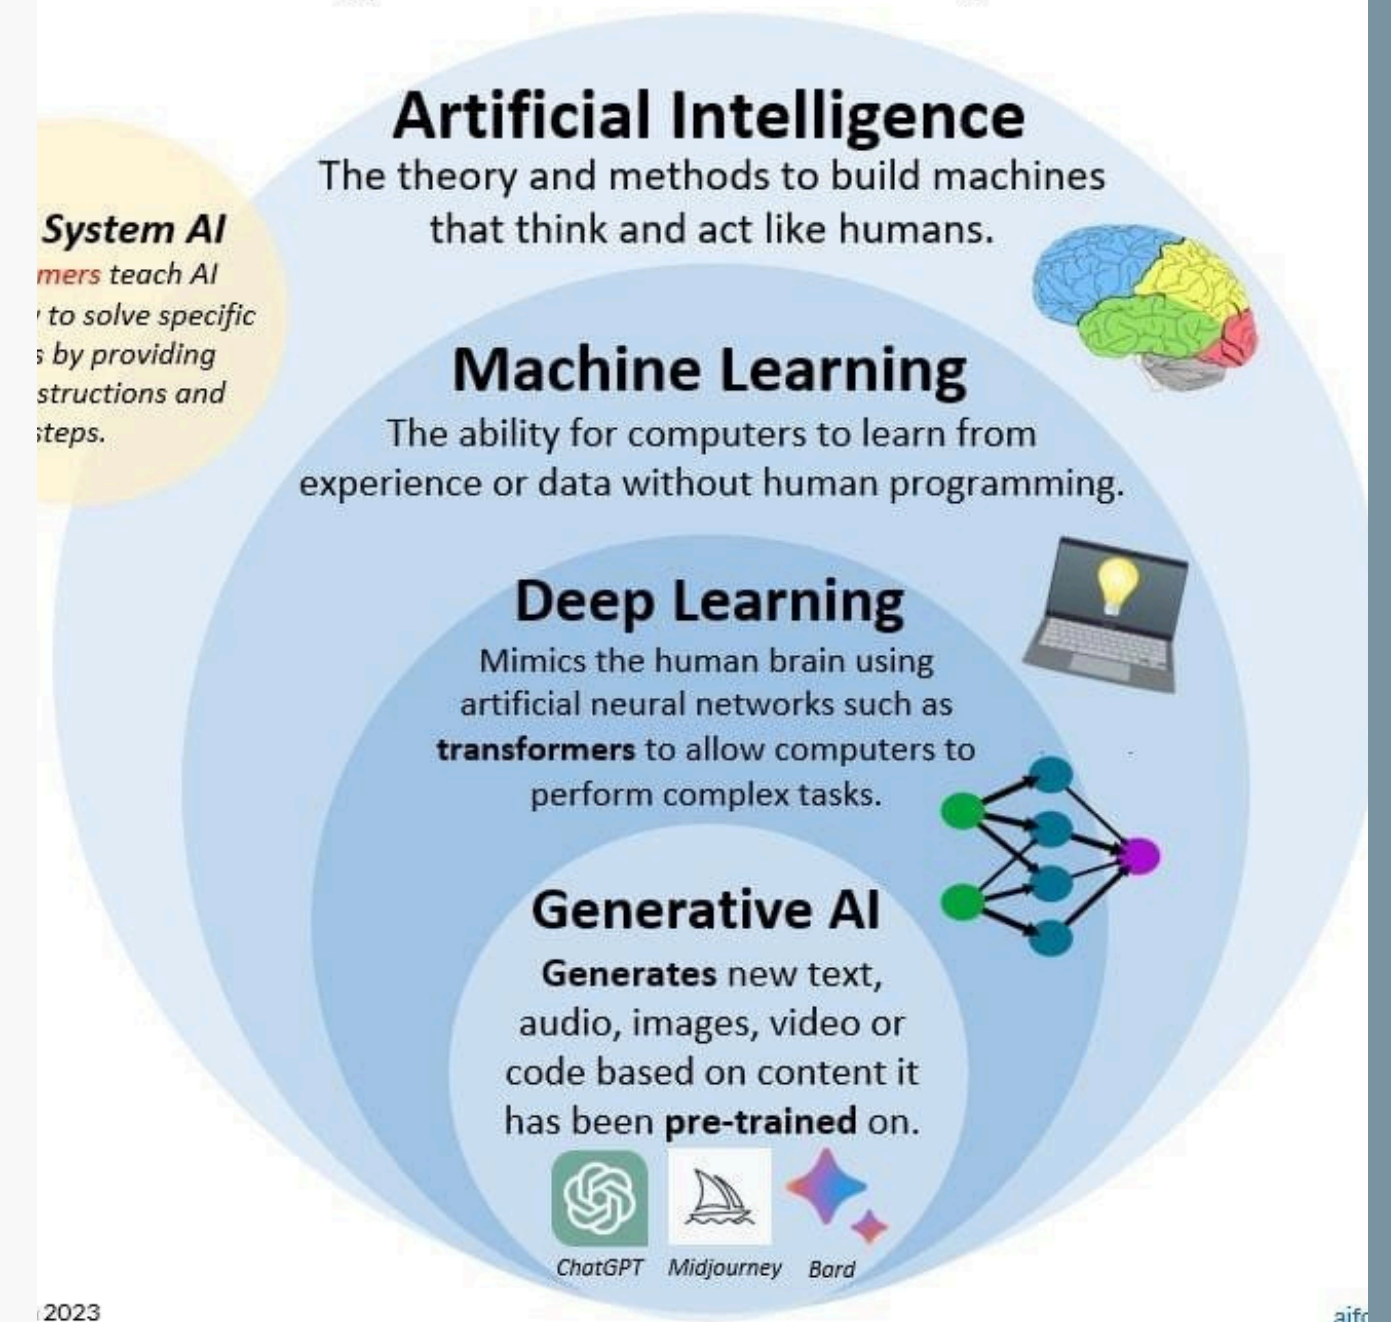 Artificial Intelligence
The theory and methods to build machines
that think and act like humans.
System AI
mers teach AI
to solve specific
s by providing
structions and
steps.
Machine Learning
The ability for computers to learn from
experience or data without human programming.
Deep Learning
Mimics the human brain using
artificial neural networks such as
transformers to allow computers to
perform complex tasks.
Generative AI
Generates new text,
audio, images, video or
code based on content it
has been pre-trained on.
ChatGPT Midjourney Bard
2023